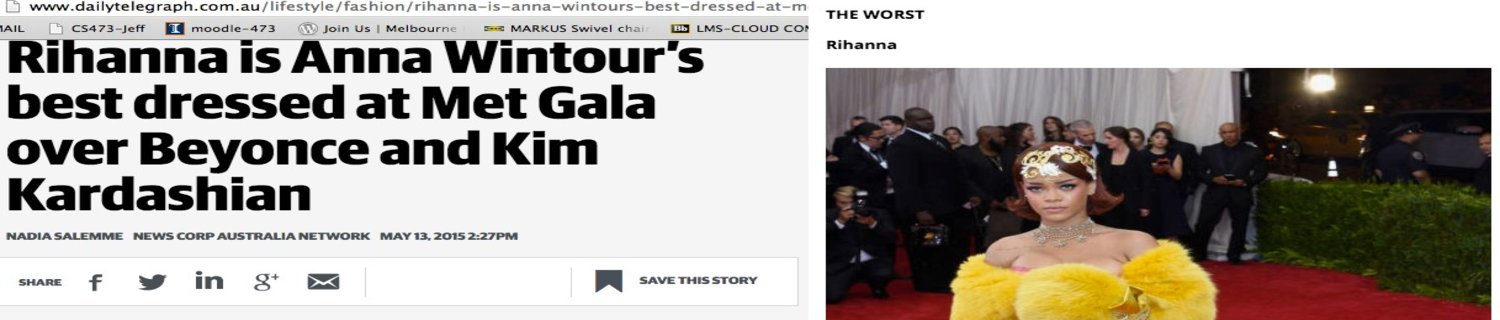 www.dailytelegraph.com.au/lifestyle/fashion/rihanna-is-anna-wintours-best-dressed-at-m
AIL CS473-Jeff moodle-473 Join Us | Melbourne MARKUS Swivel chair Bb LMS-CLOUD CO
Rihanna is Anna Wintour's
best dressed at Met Gala
over Beyonce and Kim
Kardashian
NADIA SALEMME NEWS CORP AUSTRALIA NETWORK MAY 13, 2015 2:27PM
SHARE f in g+ SAVE THIS STORY
THE WORST
Rihanna